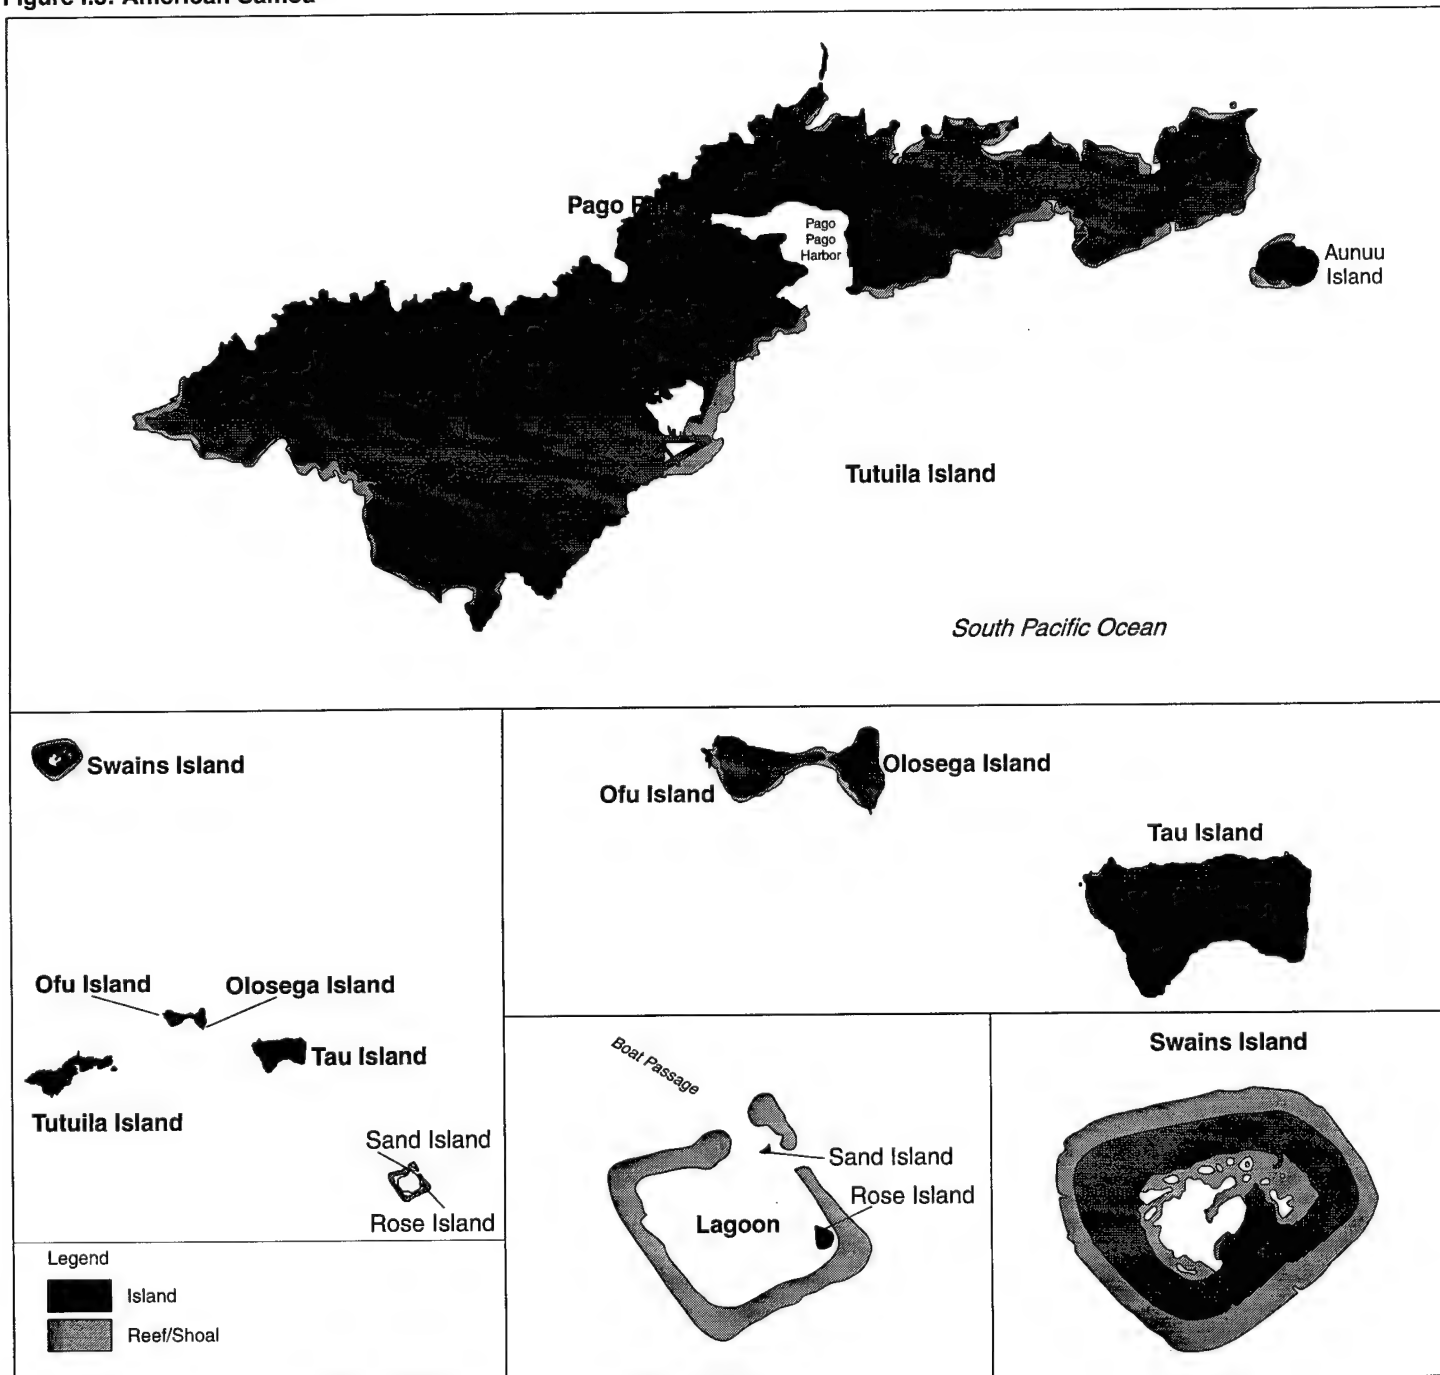 American Samoa
Pago
Pago
Pago
Harbor
Aunuu
Island
Tutuila Island
South Pacific Ocean
Swains Island
Ofu Island
Olosega Island
Tau Island
Tutuila Island
Sand Island
Rose Island
Legend
Island
Reef/Shoal
Ofu Island
Olosega Island
Tau Island
Boat Passage
Sand Island
Rose Island
Lagoon
Swains Island